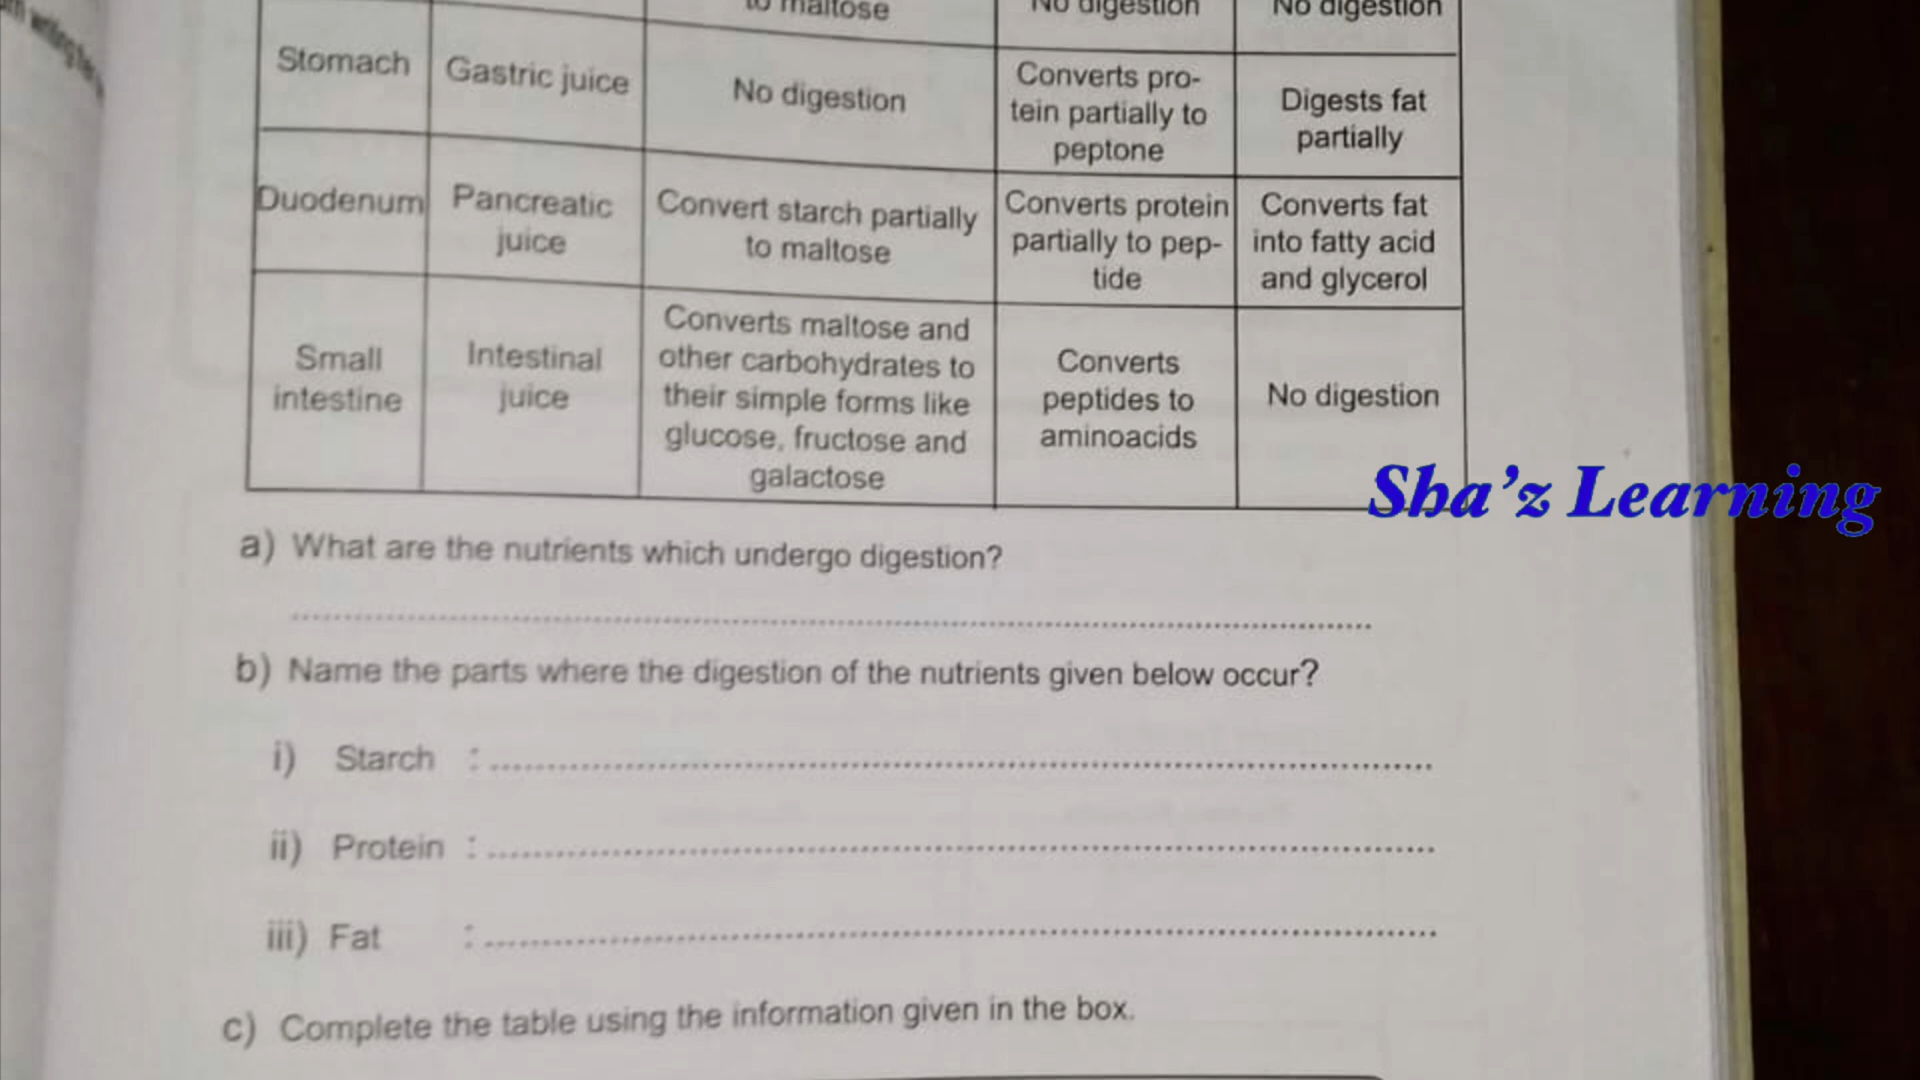 to maltose
No digestion
No digestion
Stomach
Gastric juice
No digestion
Converts pro-
tein partially to
peptone
Digests fat
partially
Duodenum
Pancreatic
juice
Convert starch partially
to maltose
Converts protein
partially to pep-
tide
Converts fat
into fatty acid
and glycerol
Small
intestine
Intestinal
juice
Converts maltose and
other carbohydrates to
their simple forms like
glucose, fructose and
galactose
Converts
peptides to
aminoacids
No digestion
Sha'z Learning
a) What are the nutrients which undergo digestion?
b) Name the parts where the digestion of the nutrients given below occur?
i) Starch :
ii) Protein :
iii) Fat :
c) Complete the table using the information given in the box.